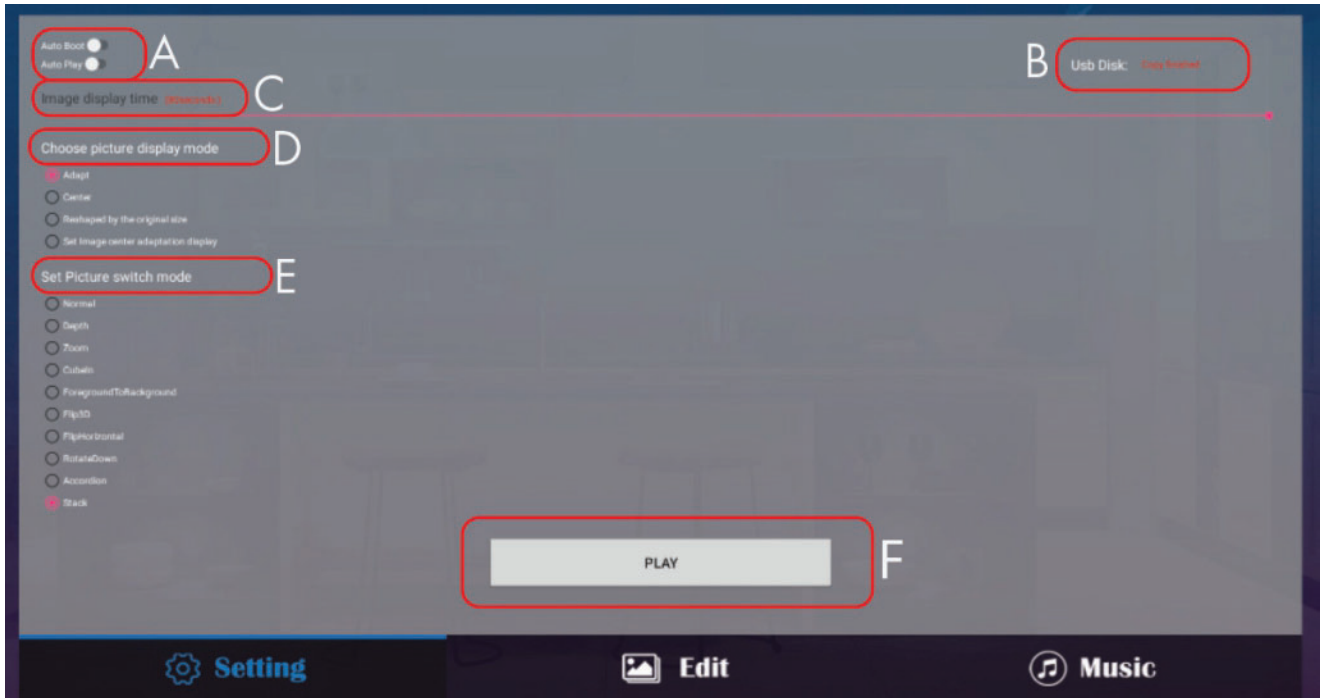 Auto Boot
A
Auto Play
B
Usb Disk: Copy finished
Image display time
C
Choose picture display mode
D
Adapt
Center
Reshaped by the original size
Set Image center adaptation display
Set Picture switch mode
E
Normal
Depth
Zoom
CubeIn
ForegroundToBackground
Flip3D
FlipHorizontal
RotateDown
Accordion
Stack
PLAY
F
Setting
Edit
Music